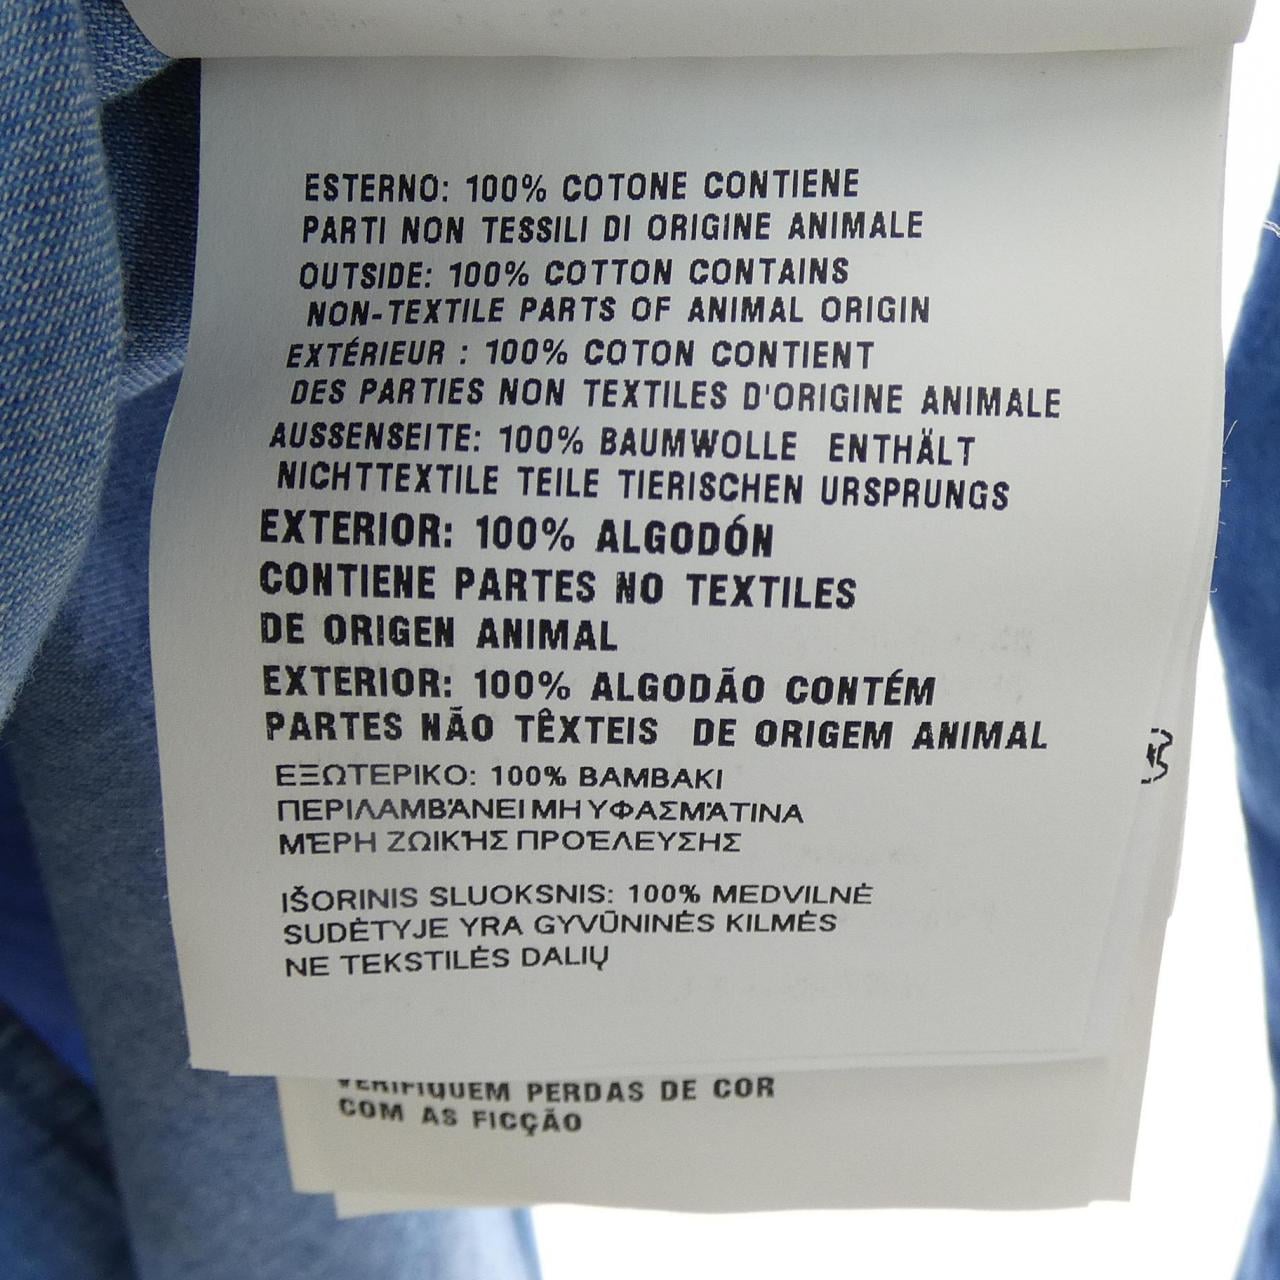 ESTERNO: 100% COTONE CONTIENE
PARTI NON TESSILI DI ORIGINE ANIMALE
OUTSIDE: 100% COTTON CONTAINS
NON-TEXTILE PARTS OF ANIMAL ORIGIN
EXTÉRIEUR : 100% COTON CONTIENT
DES PARTIES NON TEXTILES D'ORIGINE ANIMALE
AUSSENSEITE: 100% BAUMWOLLE ENTHÄLT
NICHTTEXTILE TEILE TIERISCHEN URSPRUNGS
EXTERIOR: 100% ALGODÓN
CONTIENE PARTES NO TEXTILES
DE ORIGEN ANIMAL
EXTERIOR: 100% ALGODÃO CONTÉM
PARTES NÃO TÊXTEIS DE ORIGEM ANIMAL
ΕΞΩΤΕΡΙΚΟ: 100% ΒΑΜΒΑΚΙ
ΠΕΡΙΛΑΜΒΆΝΕΙ ΜΗ ΥΦΑΣΜΆΤΙΝΑ
ΜΈΡΗ ΖΩΙΚΉΣ ΠΡΟΈΛΕΥΣΗΣ
IŠORINIS SLUOKSNIS: 100% MEDVILNĖ
SUDĖTYJE YRA GYVŪNINĖS KILMĖS
NE TEKSTILĖS DALIŲ
VERIFIQUEM PERDAS DE COR
COM AS FICÇÃO